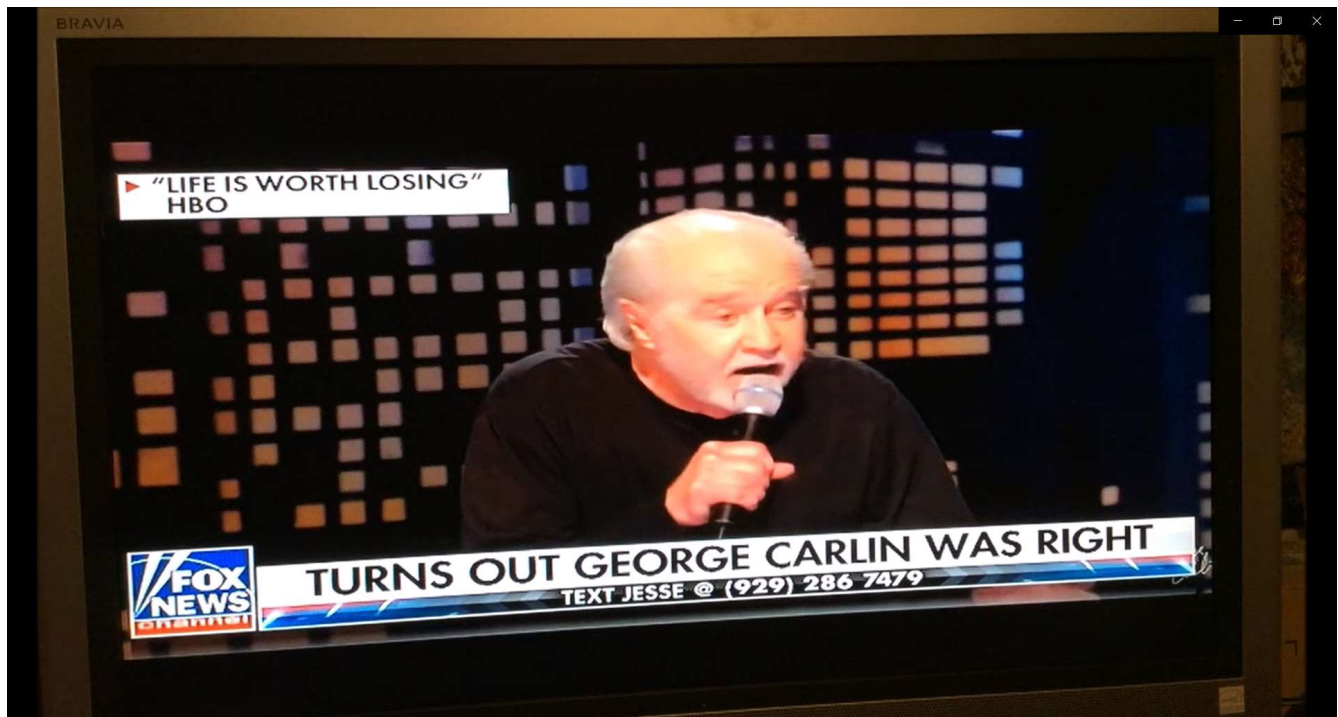 BRAVIA
"LIFE IS WORTH LOSING"
HBO
TURNS OUT GEORGE CARLIN WAS RIGHT
TEXT JESSE @ (929) 286 7479
FOX
NEWS
channel